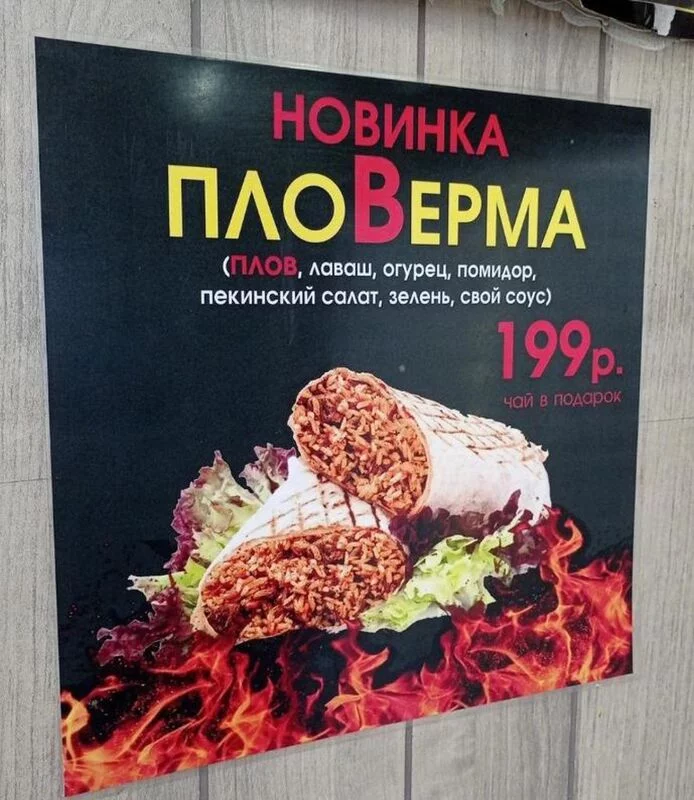 НОВИНКА
ПЛОВЕРМА
(ПЛОВ, лаваш, огурец, помидор,
пекинский салат, зелень, свой соус)
199р.
чай в подарок